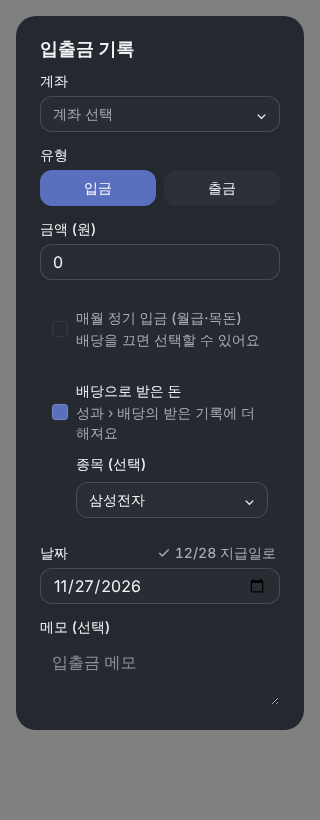 입출금 기록
계좌
계좌 선택
유형
입금
출금
금액 (원)
0
매월 정기 입금 (월급·목돈)
배당을 끄면 선택할 수 있어요
배당으로 받은 돈
성과 › 배당의 받은 기록에 더
해져요
종목 (선택)
삼성전자
날짜
✓ 12/28 지급일로
11/27/2026
메모 (선택)
입출금 메모